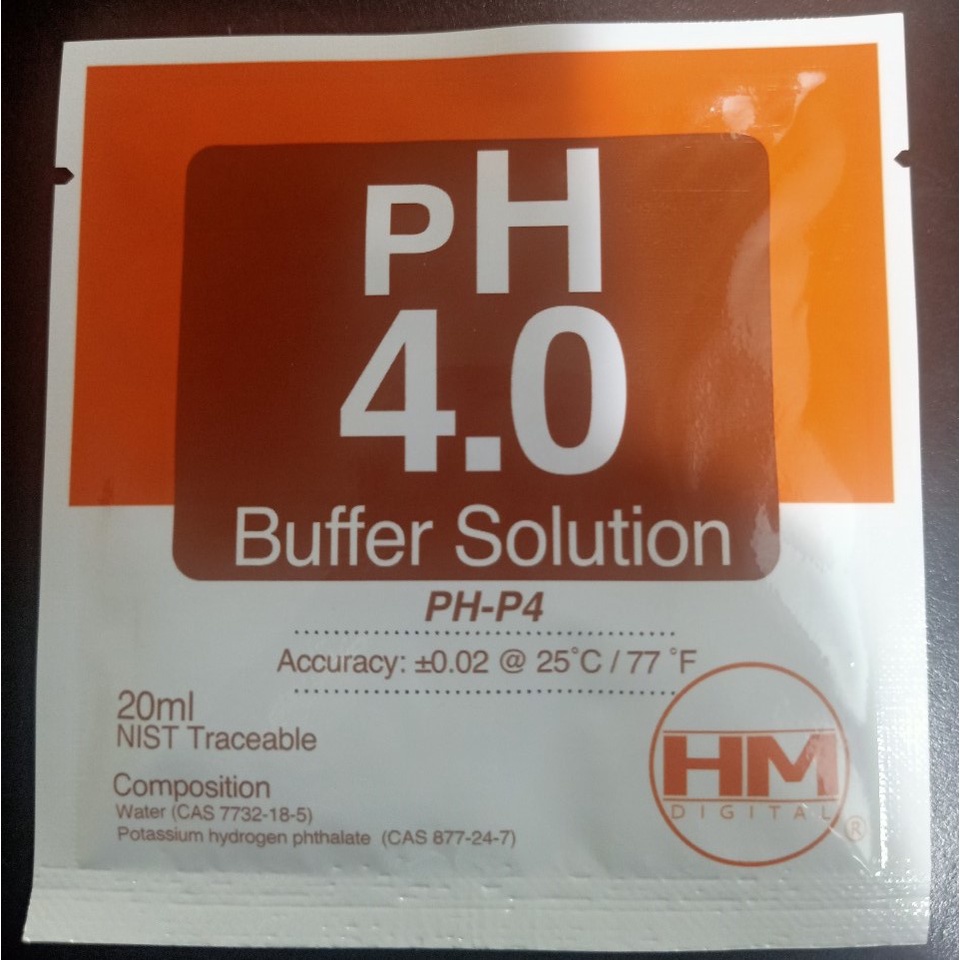 PH
4.0
Buffer Solution
PH-P4
Accuracy: ±0.02 @ 25°C / 77 °F
20ml
NIST Traceable
Composition
Water (CAS 7732-18-5)
Potassium hydrogen phthalate (CAS 877-24-7)
HM
DIGITAL
®